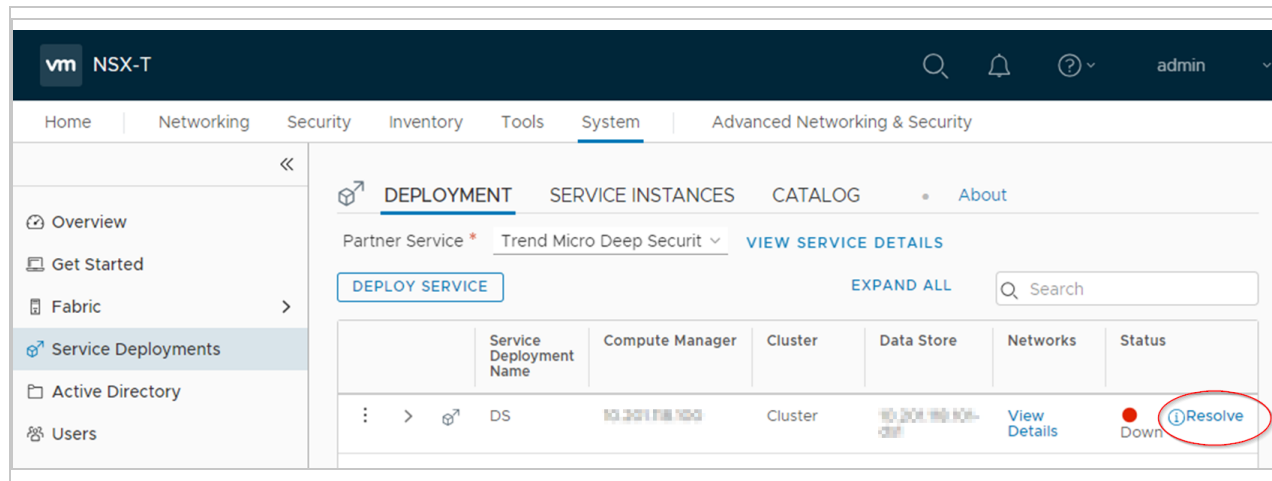 vm NSX-T admin
Home Networking Security Inventory Tools System Advanced Networking & Security
Overview
Get Started
Fabric
Service Deployments
Active Directory
Users
DEPLOYMENT SERVICE INSTANCES CATALOG About
Partner Service * Trend Micro Deep Securit VIEW SERVICE DETAILS
DEPLOY SERVICE EXPAND ALL Search
Service Deployment Name
Compute Manager
Cluster
Data Store
Networks
Status
DS
Cluster
View
Details
Down
Resolve